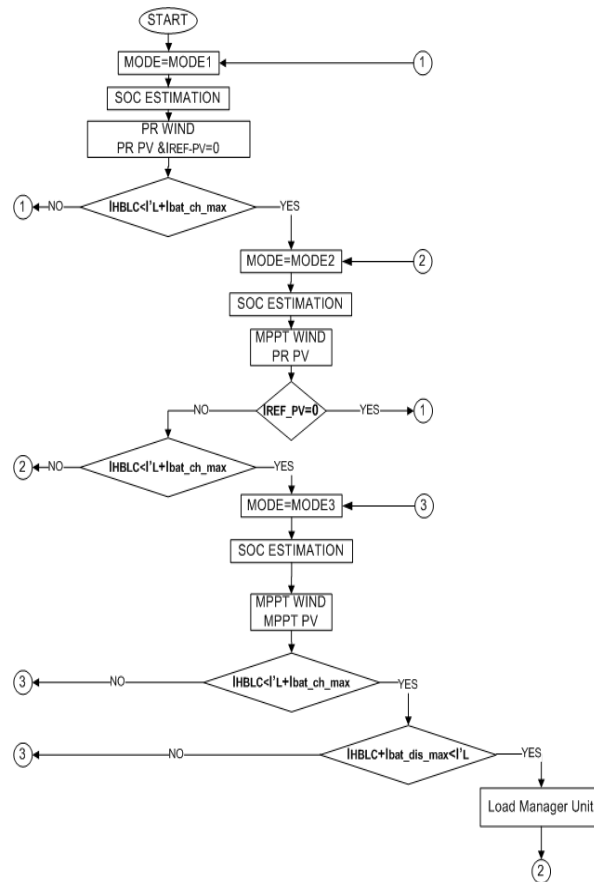 START
MODE=MODE1
1
SOC ESTIMATION
PR WIND
PR PV &IREF-PV=0
1
NO
IHBLC<I'L+Ibat_ch_max
YES
MODE=MODE2
2
SOC ESTIMATION
MPPT WIND
PR PV
NO
IREF_PV=0
YES
1
2
NO
IHBLC<I'L+Ibat_ch_max
YES
MODE=MODE3
3
SOC ESTIMATION
MPPT WIND
MPPT PV
3
NO
IHBLC<I'L+Ibat_ch_max
YES
3
NO
IHBLC+Ibat_dis_max<I'L
YES
Load Manager Unit
2